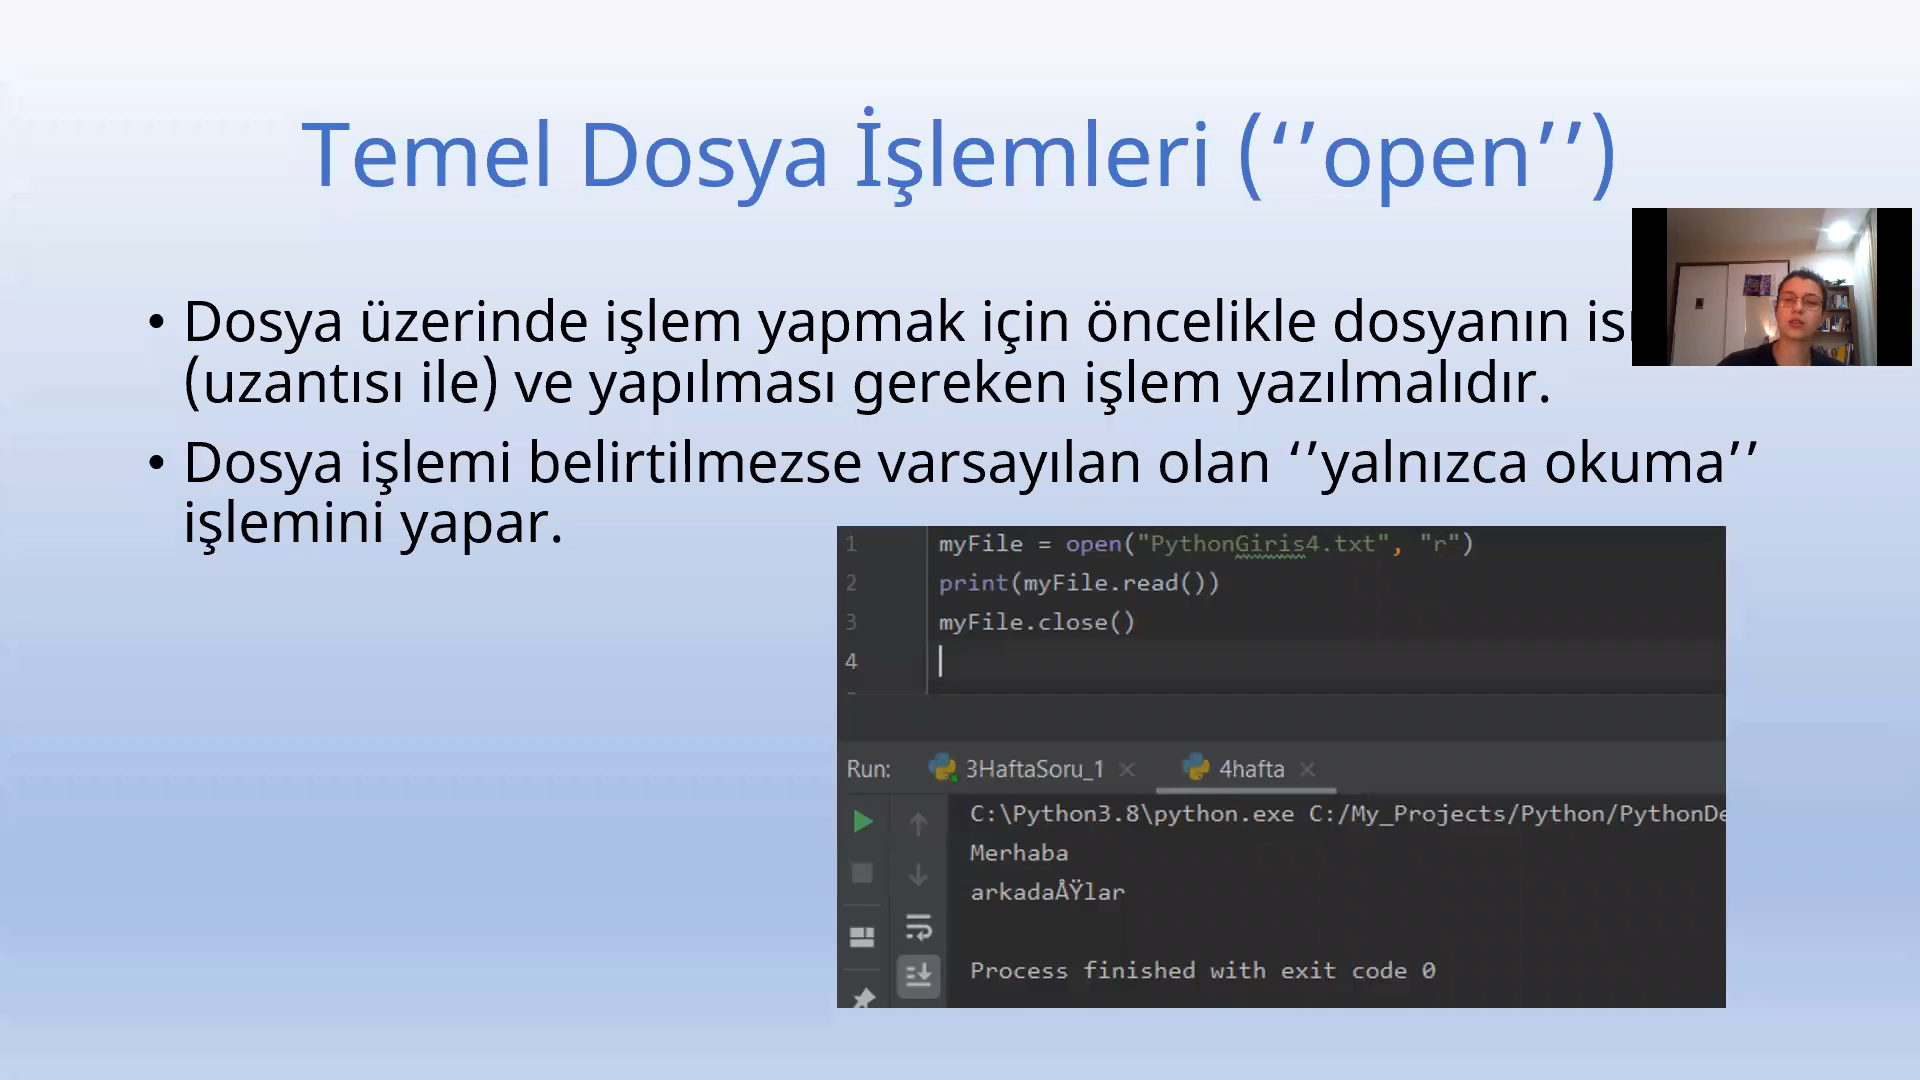 Temel Dosya İşlemleri (‘’open’’)
• Dosya üzerinde işlem yapmak için öncelikle dosyanın
(uzantısı ile) ve yapılması gereken işlem yazılmalıdır.
• Dosya işlemi belirtilmezse varsayılan olan ‘’yalnızca okuma’’
işlemini yapar.
1 myFile = open("PythonGiris4.txt", "r")
2 print(myFile.read())
3 myFile.close()
4
Run: 3HaftaSoru_1 × 4hafta ×
C:\Python3.8\python.exe C:/My_Projects/Python/PythonDe
Merhaba
arkadaÅŸlar
Process finished with exit code 0